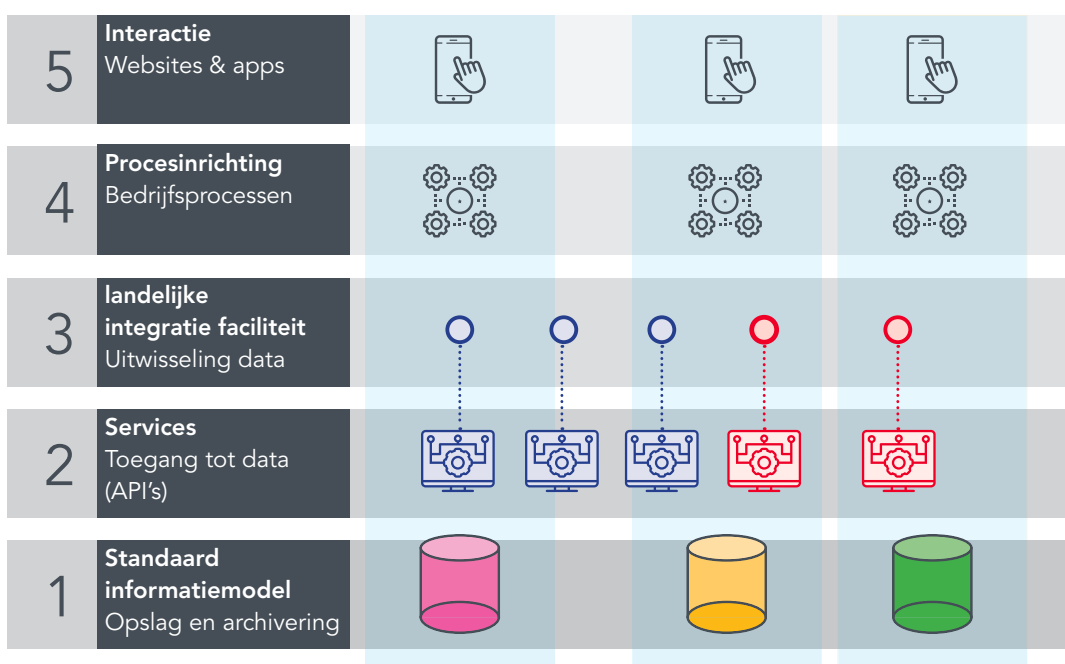 5
Interactie
Websites & apps
4
Procesinrichting
Bedrijfsprocessen
3
landelijke
integratie faciliteit
Uitwisseling data
2
Services
Toegang tot data
(API’s)
1
Standaard
informatiemodel
Opslag en archivering